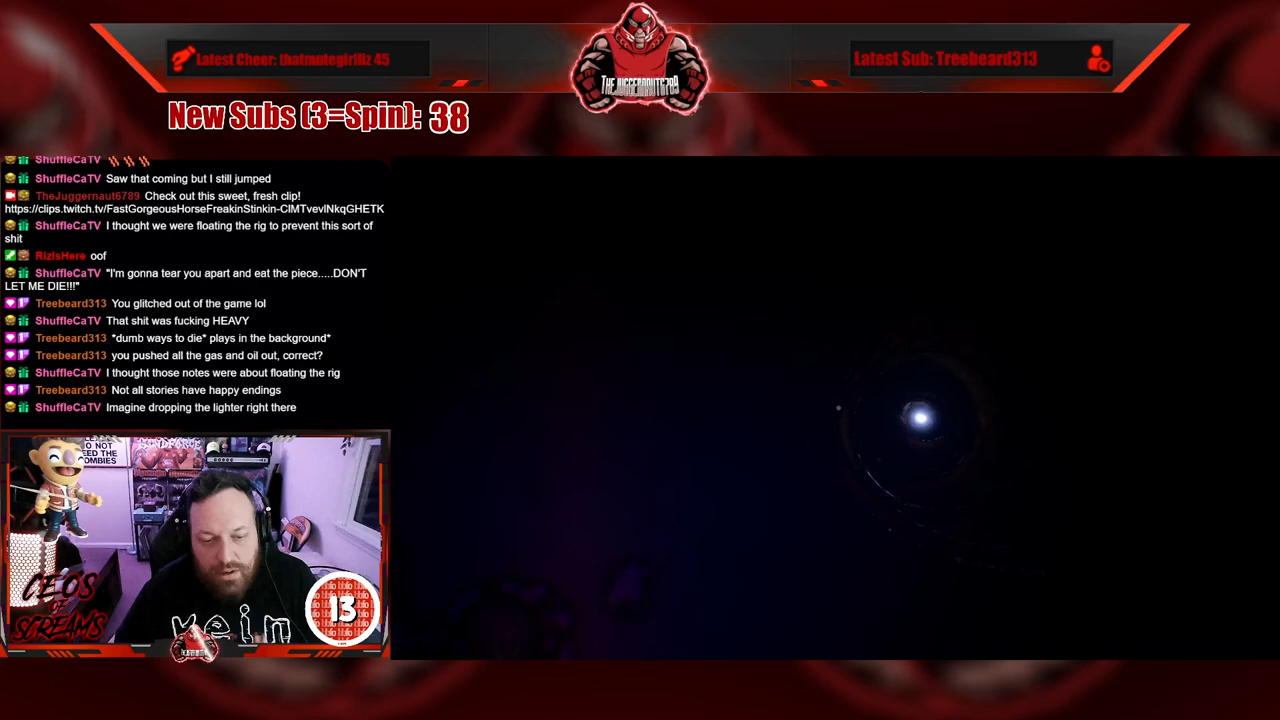 Latest Cheer: thatmutegirlliz 45
THEJUGGERNAUT6789
Latest Sub: Treebeard313
New Subs (3=Spin): 38
ShuffleCaTV
ShuffleCaTV Saw that coming but I still jumped
TheJuggernaut6789 Check out this sweet, fresh clip!
https://clips.twitch.tv/FastGorgeousHorseFreakinStinkin-ClMTvevlNkqGHETK
ShuffleCaTV I thought we were floating the rig to prevent this sort of
shit
RizIsHere oof
ShuffleCaTV "I'm gonna tear you apart and eat the piece.....DON'T
LET ME DIE!!!"
Treebeard313 You glitched out of the game lol
ShuffleCaTV That shit was fucking HEAVY
Treebeard313 *dumb ways to die* plays in the background*
Treebeard313 you pushed all the gas and oil out, correct?
ShuffleCaTV I thought those notes were about floating the rig
Treebeard313 Not all stories have happy endings
ShuffleCaTV Imagine dropping the lighter right there
DO NOT
FEED THE
ZOMBIES
CEOS
OF
SCREAMS
vein
13